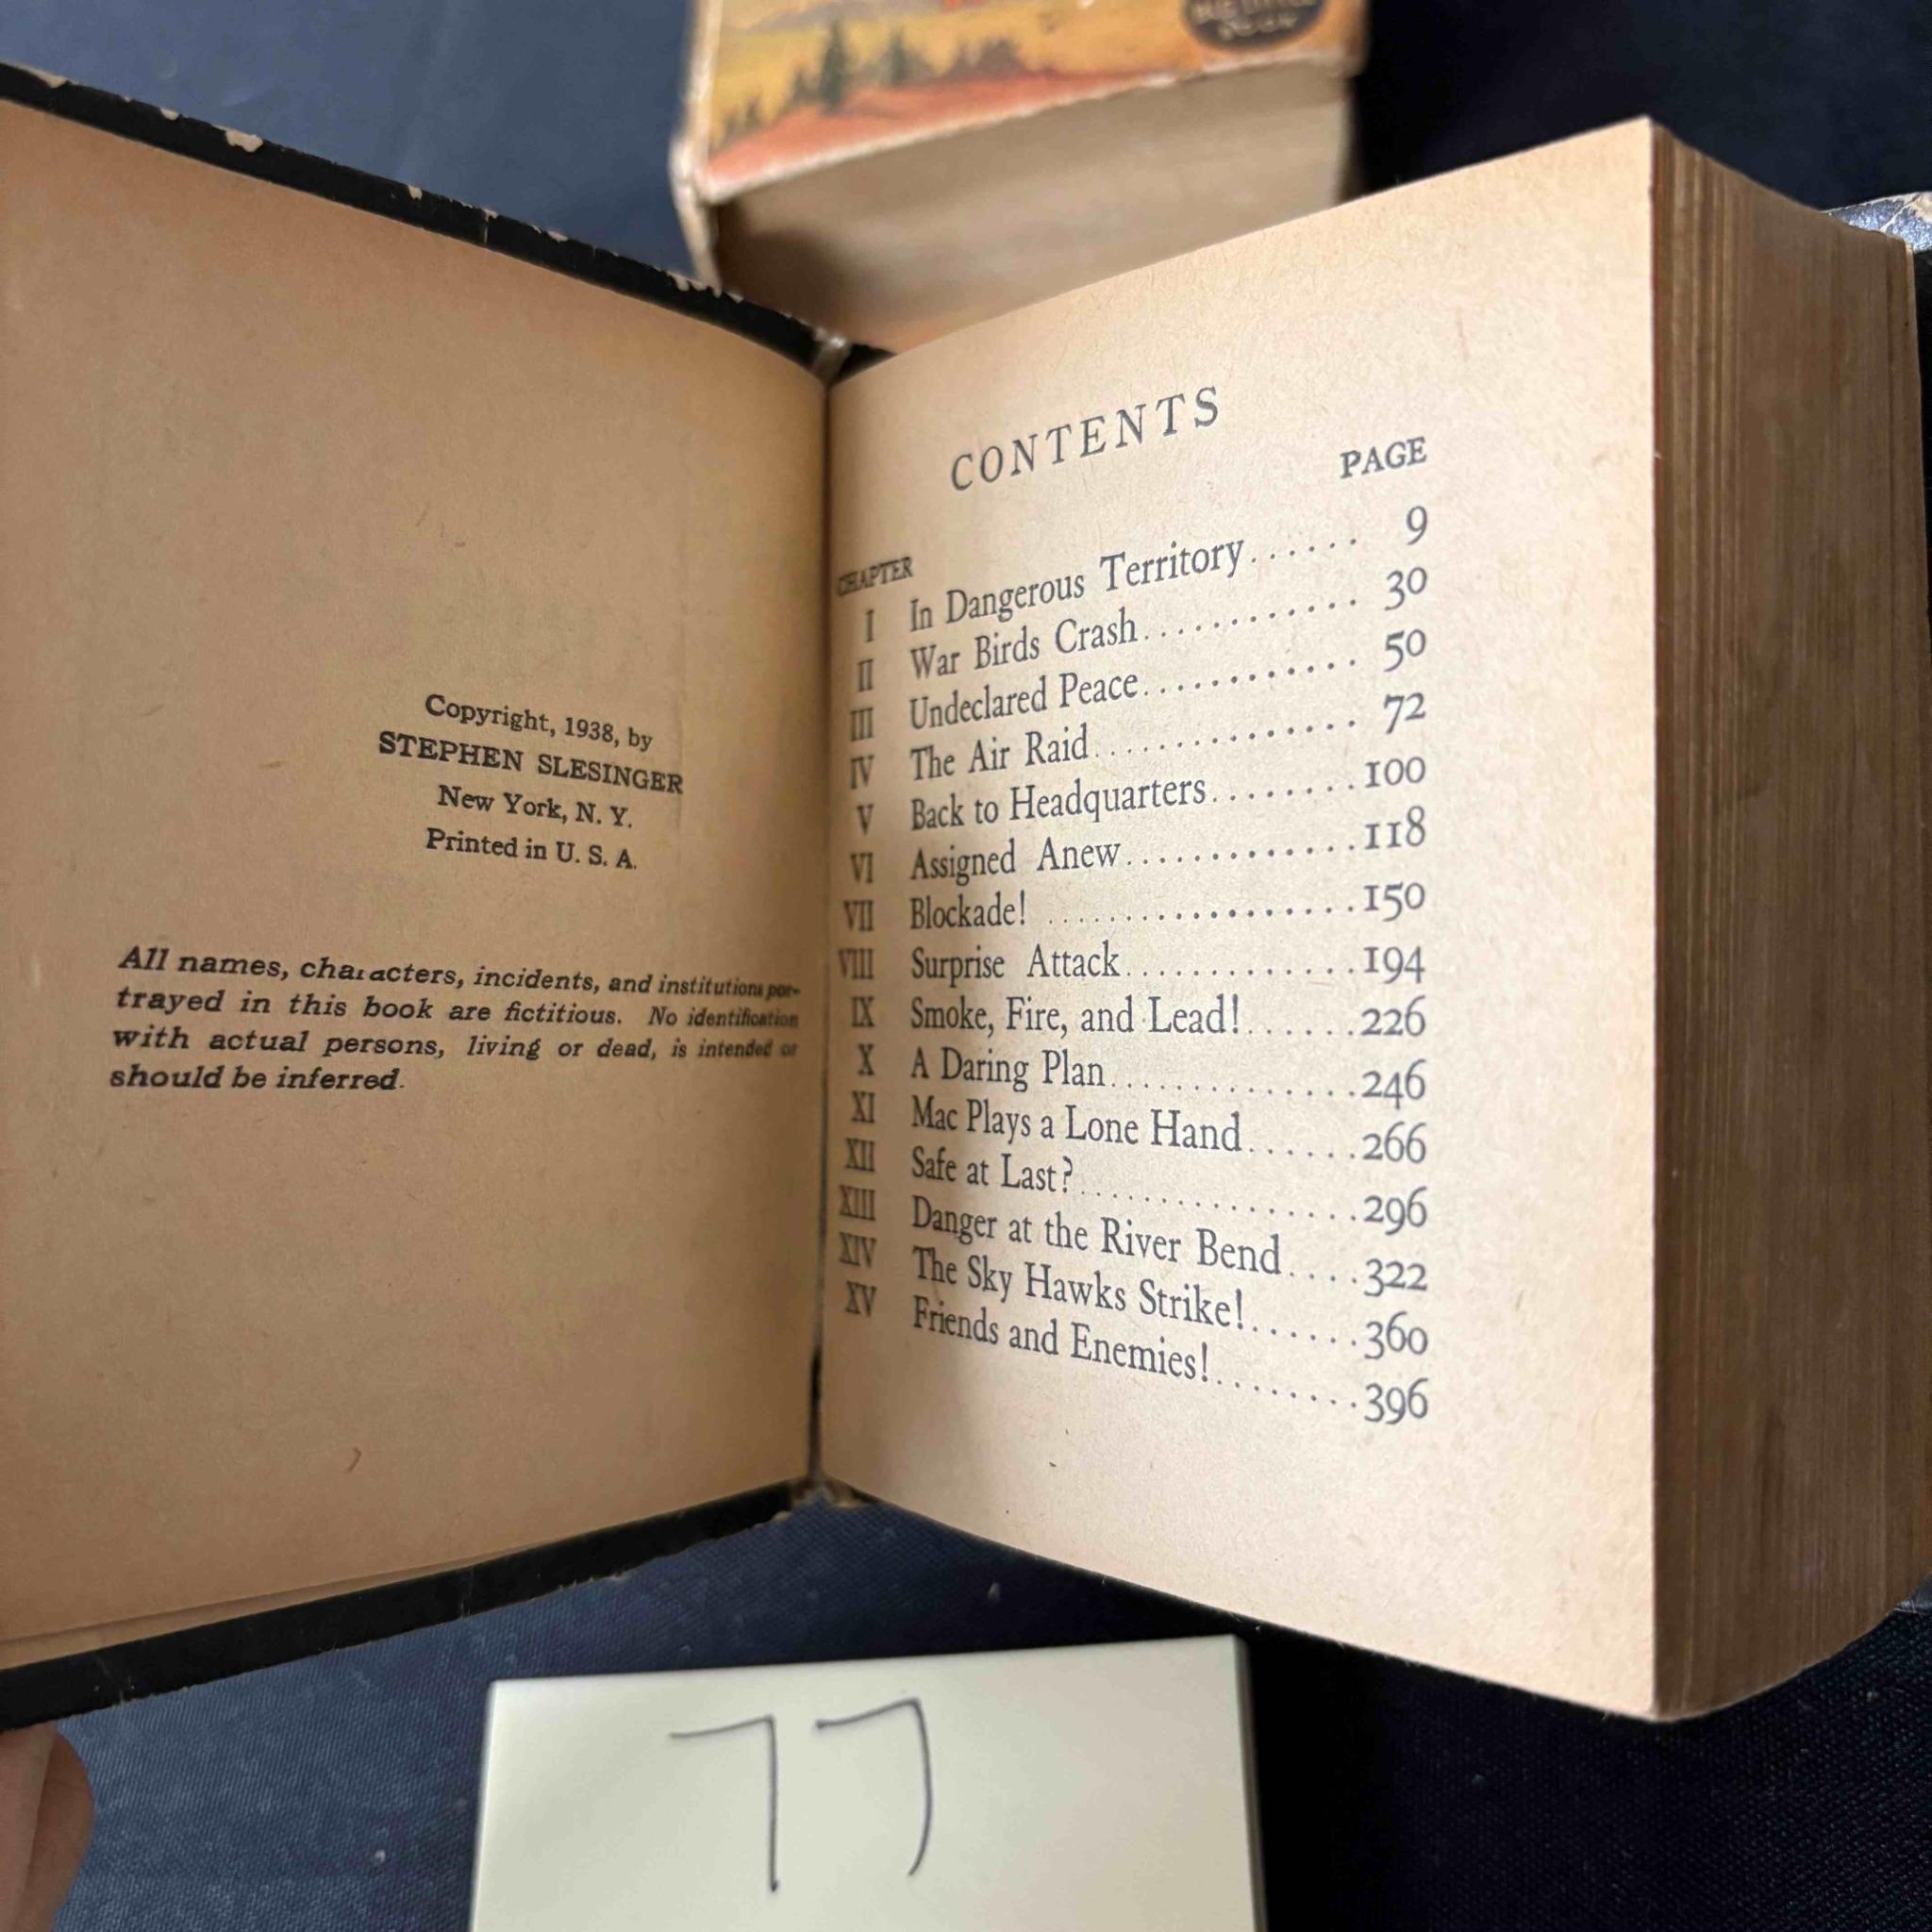 Copyright, 1938, by
STEPHEN SLESINGER
New York, N. Y.
Printed in U. S. A.
All names, characters, incidents, and institutions por-
trayed in this book are fictitious. No identification
with actual persons, living or dead, is intended or
should be inferred.
CONTENTS
CHAPTER PAGE
I In Dangerous Territory...... 9
II War Birds Crash........... 30
III Undeclared Peace........... 50
IV The Air Raid.............. 72
V Back to Headquarters........100
VI Assigned Anew.............118
VII Blockade! ..................150
VIII Surprise Attack.............194
IX Smoke, Fire, and Lead!......226
X A Daring Plan..............246
XI Mac Plays a Lone Hand......266
XII Safe at Last?................296
XIII Danger at the River Bend....322
XIV The Sky Hawks Strike!......360
XV Friends and Enemies!........396
77